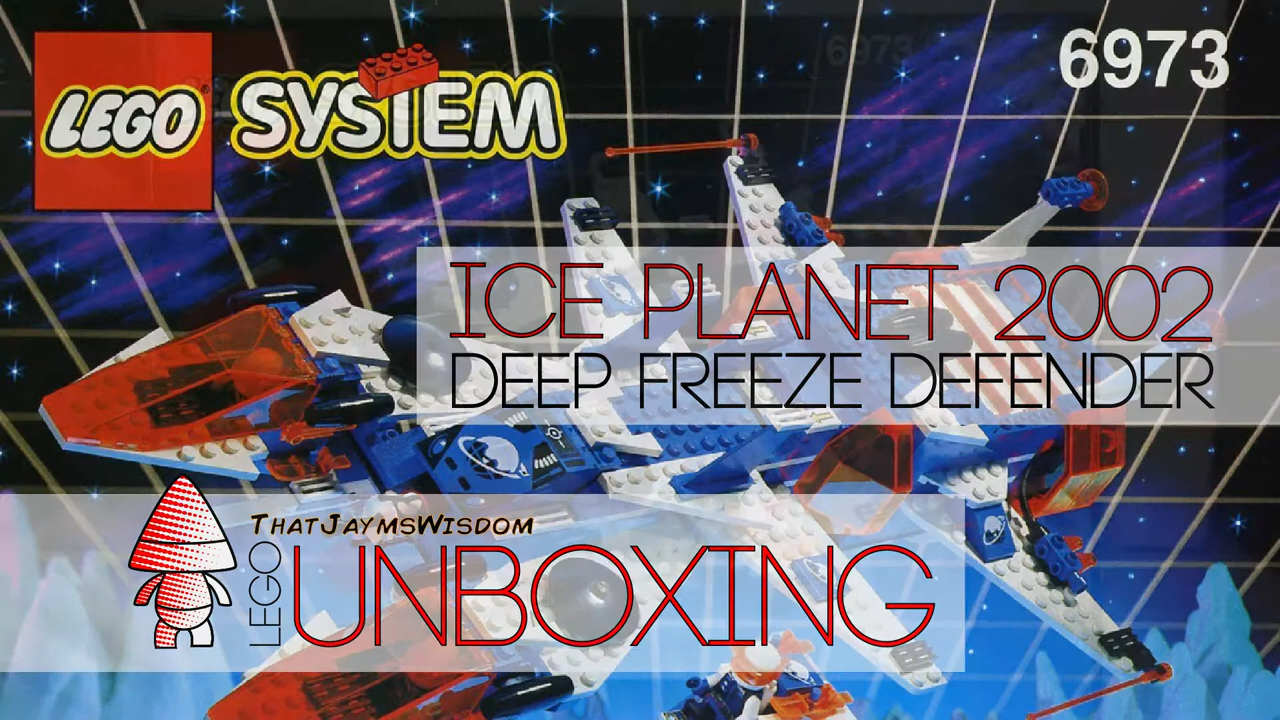 LEGO ® SYSTEM
6973
ICE PLANET 2002
DEEP FREEZE DEFENDER
THATJAYMSWISDOM
LEGO
UNBOXING